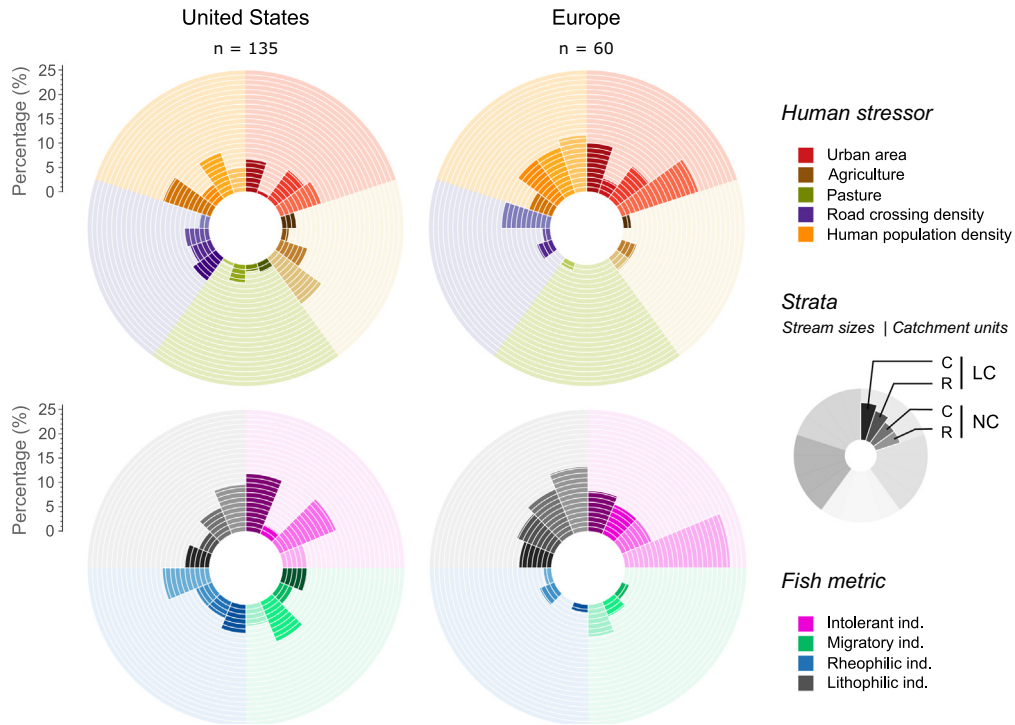 United States
Europe
n = 135
n = 60
Percentage (%)
25
20
15
10
5
0
Human stressor
Urban area
Agriculture
Pasture
Road crossing density
Human population density
Strata
Stream sizes | Catchment units
C
R
LC
C
R
NC
Percentage (%)
25
20
15
10
5
0
Fish metric
Intolerant ind.
Migratory ind.
Rheophilic ind.
Lithophilic ind.